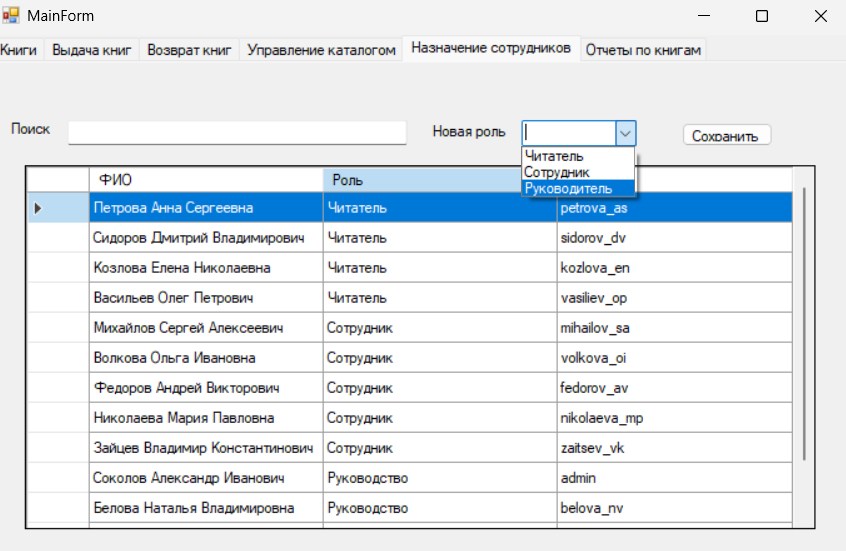 MainForm
Книги Выдача книг Возврат книг Управление каталогом Назначение сотрудников Отчеты по книгам
Поиск Новая роль Сохранить
Читатель
Сотрудник
Руководитель
ФИО Роль
Петрова Анна Сергеевна Читатель petrova_as
Сидоров Дмитрий Владимирович Читатель sidorov_dv
Козлова Елена Николаевна Читатель kozlova_en
Васильев Олег Петрович Читатель vasiliev_op
Михайлов Сергей Алексеевич Сотрудник mihailov_sa
Волкова Ольга Ивановна Сотрудник volkova_oi
Федоров Андрей Викторович Сотрудник fedorov_av
Николаева Мария Павловна Сотрудник nikolaeva_mp
Зайцев Владимир Константинович Сотрудник zaitsev_vk
Соколов Александр Иванович Руководство admin
Белова Наталья Владимировна Руководство belova_nv